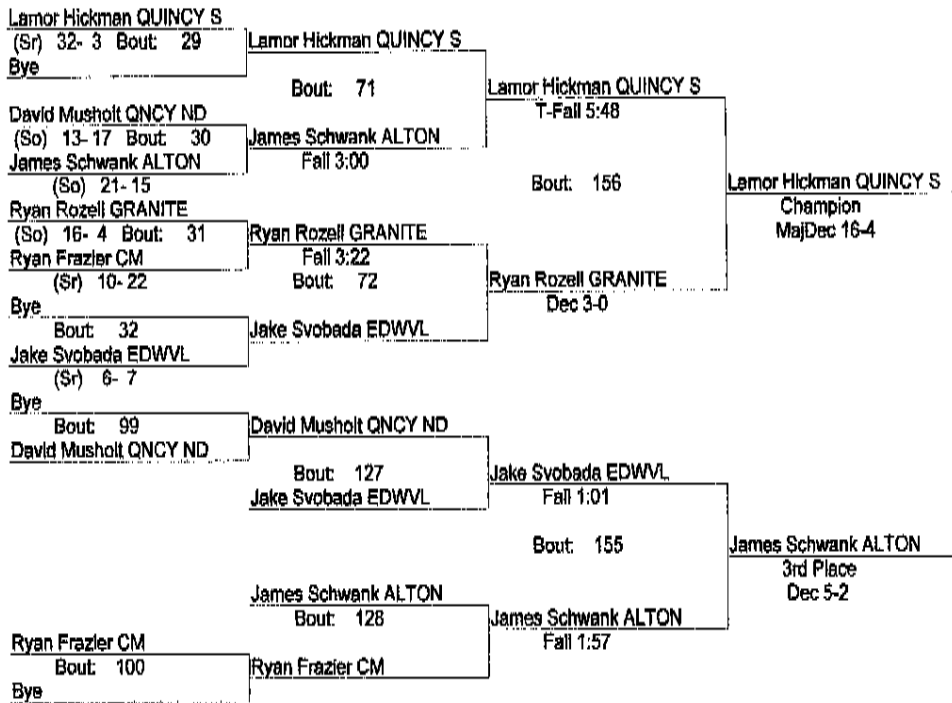 Lamor Hickman QUINCY S
(Sr) 32- 3 Bout: 29
Bye
Lamor Hickman QUINCY S
Bout: 71
David Musholt QNCY ND
(So) 13- 17 Bout: 30
James Schwank ALTON
(So) 21- 15
James Schwank ALTON
Fall 3:00
Lamor Hickman QUINCY S
T-Fall 5:48
Bout: 156
Ryan Rozell GRANITE
(So) 16- 4 Bout: 31
Ryan Frazier CM
(Sr) 10- 22
Ryan Rozell GRANITE
Fall 3:22
Bout: 72
Bye
Bout: 32
Jake Svobada EDWVL
(Sr) 6- 7
Jake Svobada EDWVL
Ryan Rozell GRANITE
Dec 3-0
Lamor Hickman QUINCY S
Champion
MajDec 16-4
Bye
Bout: 99
David Musholt QNCY ND
David Musholt QNCY ND
Bout: 127
Jake Svobada EDWVL
Jake Svobada EDWVL
Fall 1:01
Bout: 155
James Schwank ALTON
Bout: 128
Ryan Frazier CM
Bout: 100
Bye
Ryan Frazier CM
James Schwank ALTON
Fall 1:57
James Schwank ALTON
3rd Place
Dec 5-2